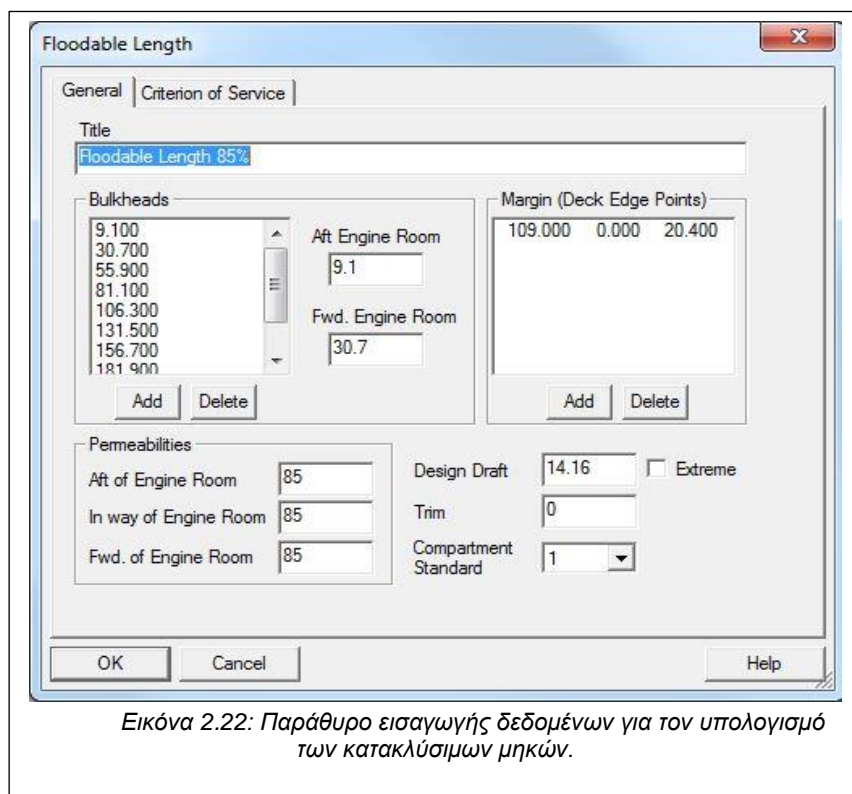 Floodable Length
General
Criterion of Service
Title
Floodable Length 85%
Bulkheads
9.100
30.700
55.900
81.100
106.300
131.500
156.700
181.900
Add
Delete
Aft Engine Room
9.1
Fwd. Engine Room
30.7
Margin (Deck Edge Points)
109.000 0.000 20.400
Add
Delete
Permeabilities
Aft of Engine Room 85
In way of Engine Room 85
Fwd. of Engine Room 85
Design Draft 14.16
Extreme
Trim 0
Compartment
Standard 1
OK
Cancel
Help
Εικόνα 2.22: Παράθυρο εισαγωγής δεδομένων για τον υπολογισμό
των κατακλύσιμων μηκών.